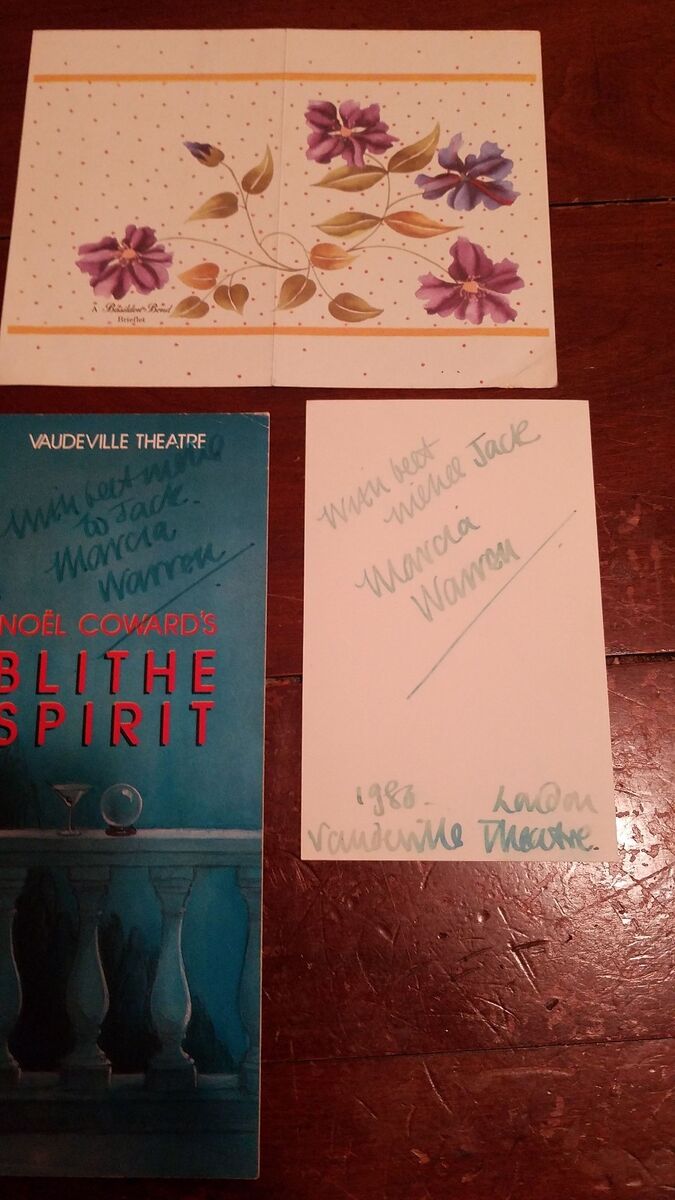 A Basildon Bond
Brieflet
VAUDEVILLE THEATRE
With best wishes
to Jack.
Marcia
Warren
NOËL COWARD'S
BLITHE
SPIRIT
With best
wishes Jack
Marcia
Warren
1986. London
Vaudeville Theatre.